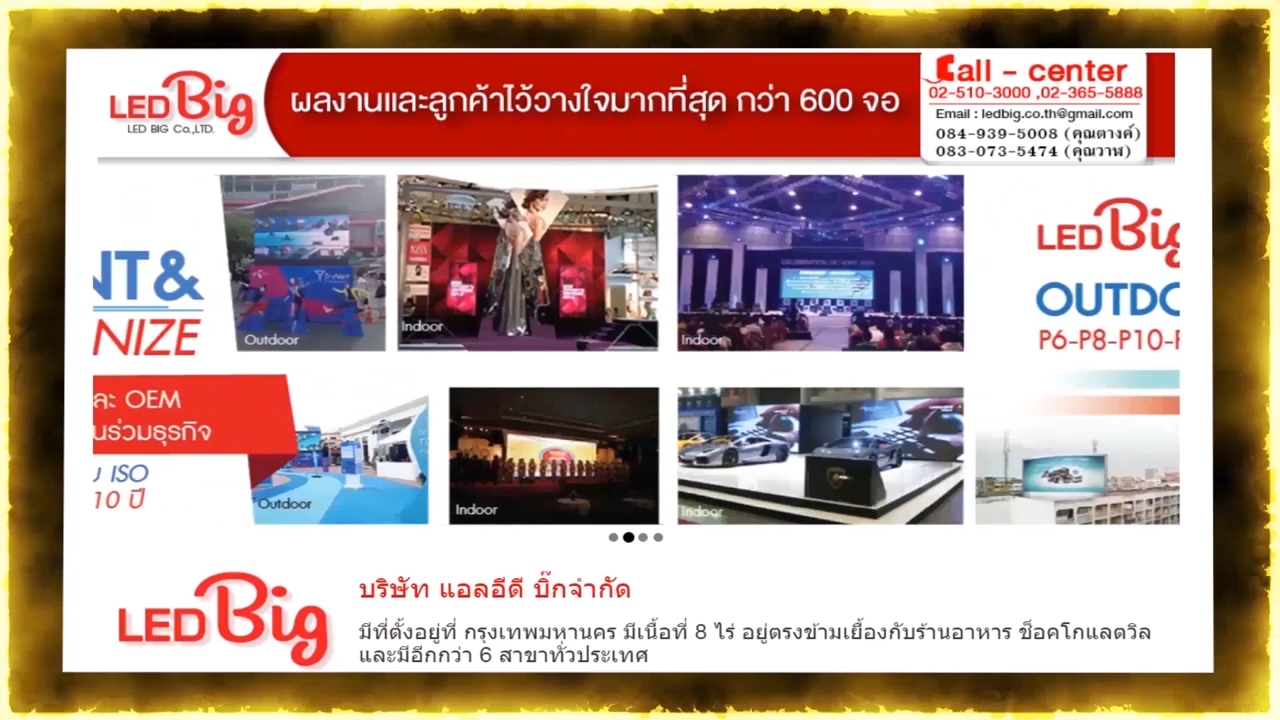 LED Big
LED BIG Co.,LTD.
ผลงานและลูกค้าไว้วางใจมากที่สุด กว่า 600 จอ
Call - center
02-510-3000 ,02-365-5888
Email : ledbig.co.th@gmail.com
084-939-5008 (คุณตางค์)
083-073-5474 (คุณวาฬ)
NT&
NIZE
Outdoor
Indoor
CELEBRATION OF HOPE
Indoor
LED Big
OUTDO
P6-P8-P10-P
ละ OEM
นร่วมธุรกิจ
ISO
10 ปี
Outdoor
Indoor
Indoor
LED Big
บริษัท แอลอีดี บิ๊กจำกัด
มีที่ตั้งอยู่ที่ กรุงเทพมหานคร มีเนื้อที่ 8 ไร่ อยู่ตรงข้ามเยื้องกับร้านอาหาร ช็อคโกแลตวิล
และมีอีกกว่า 6 สาขาทั่วประเทศ